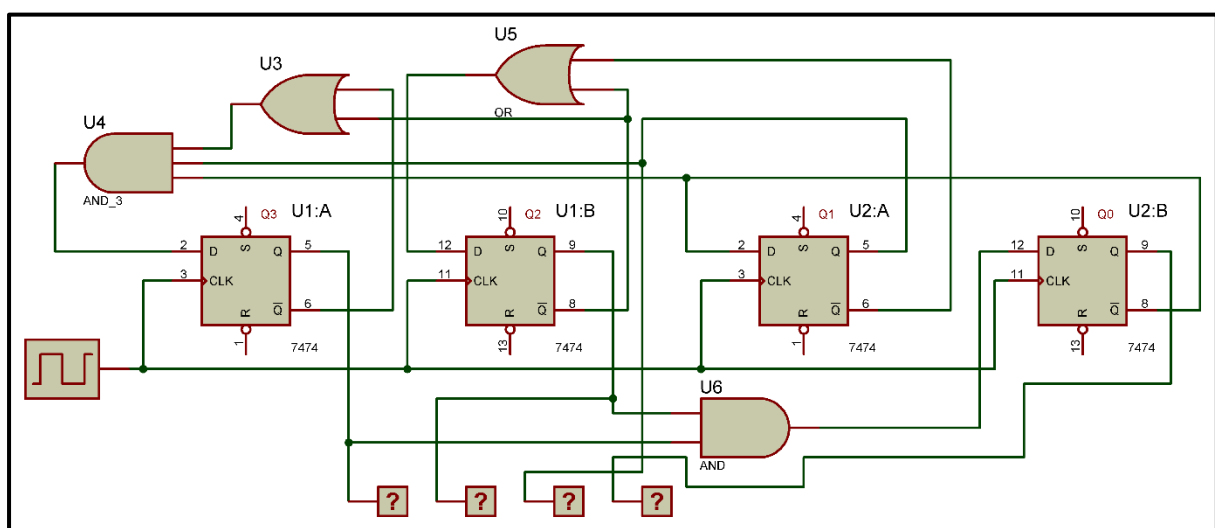 U5
U3
OR
U4
AND_3
4 Q3 U1:A
10 Q2 U1:B
4 Q1 U2:A
10 Q0 U2:B
2 D S Q 5
12 D S Q 9
2 D S Q 5
12 D S Q 9
3 CLK
11 CLK
3 CLK
11 CLK
R Q 6
R Q 8
R Q 6
R Q 8
1 7474
13 7474
1 7474
13 7474
U6
AND
? ? ? ?